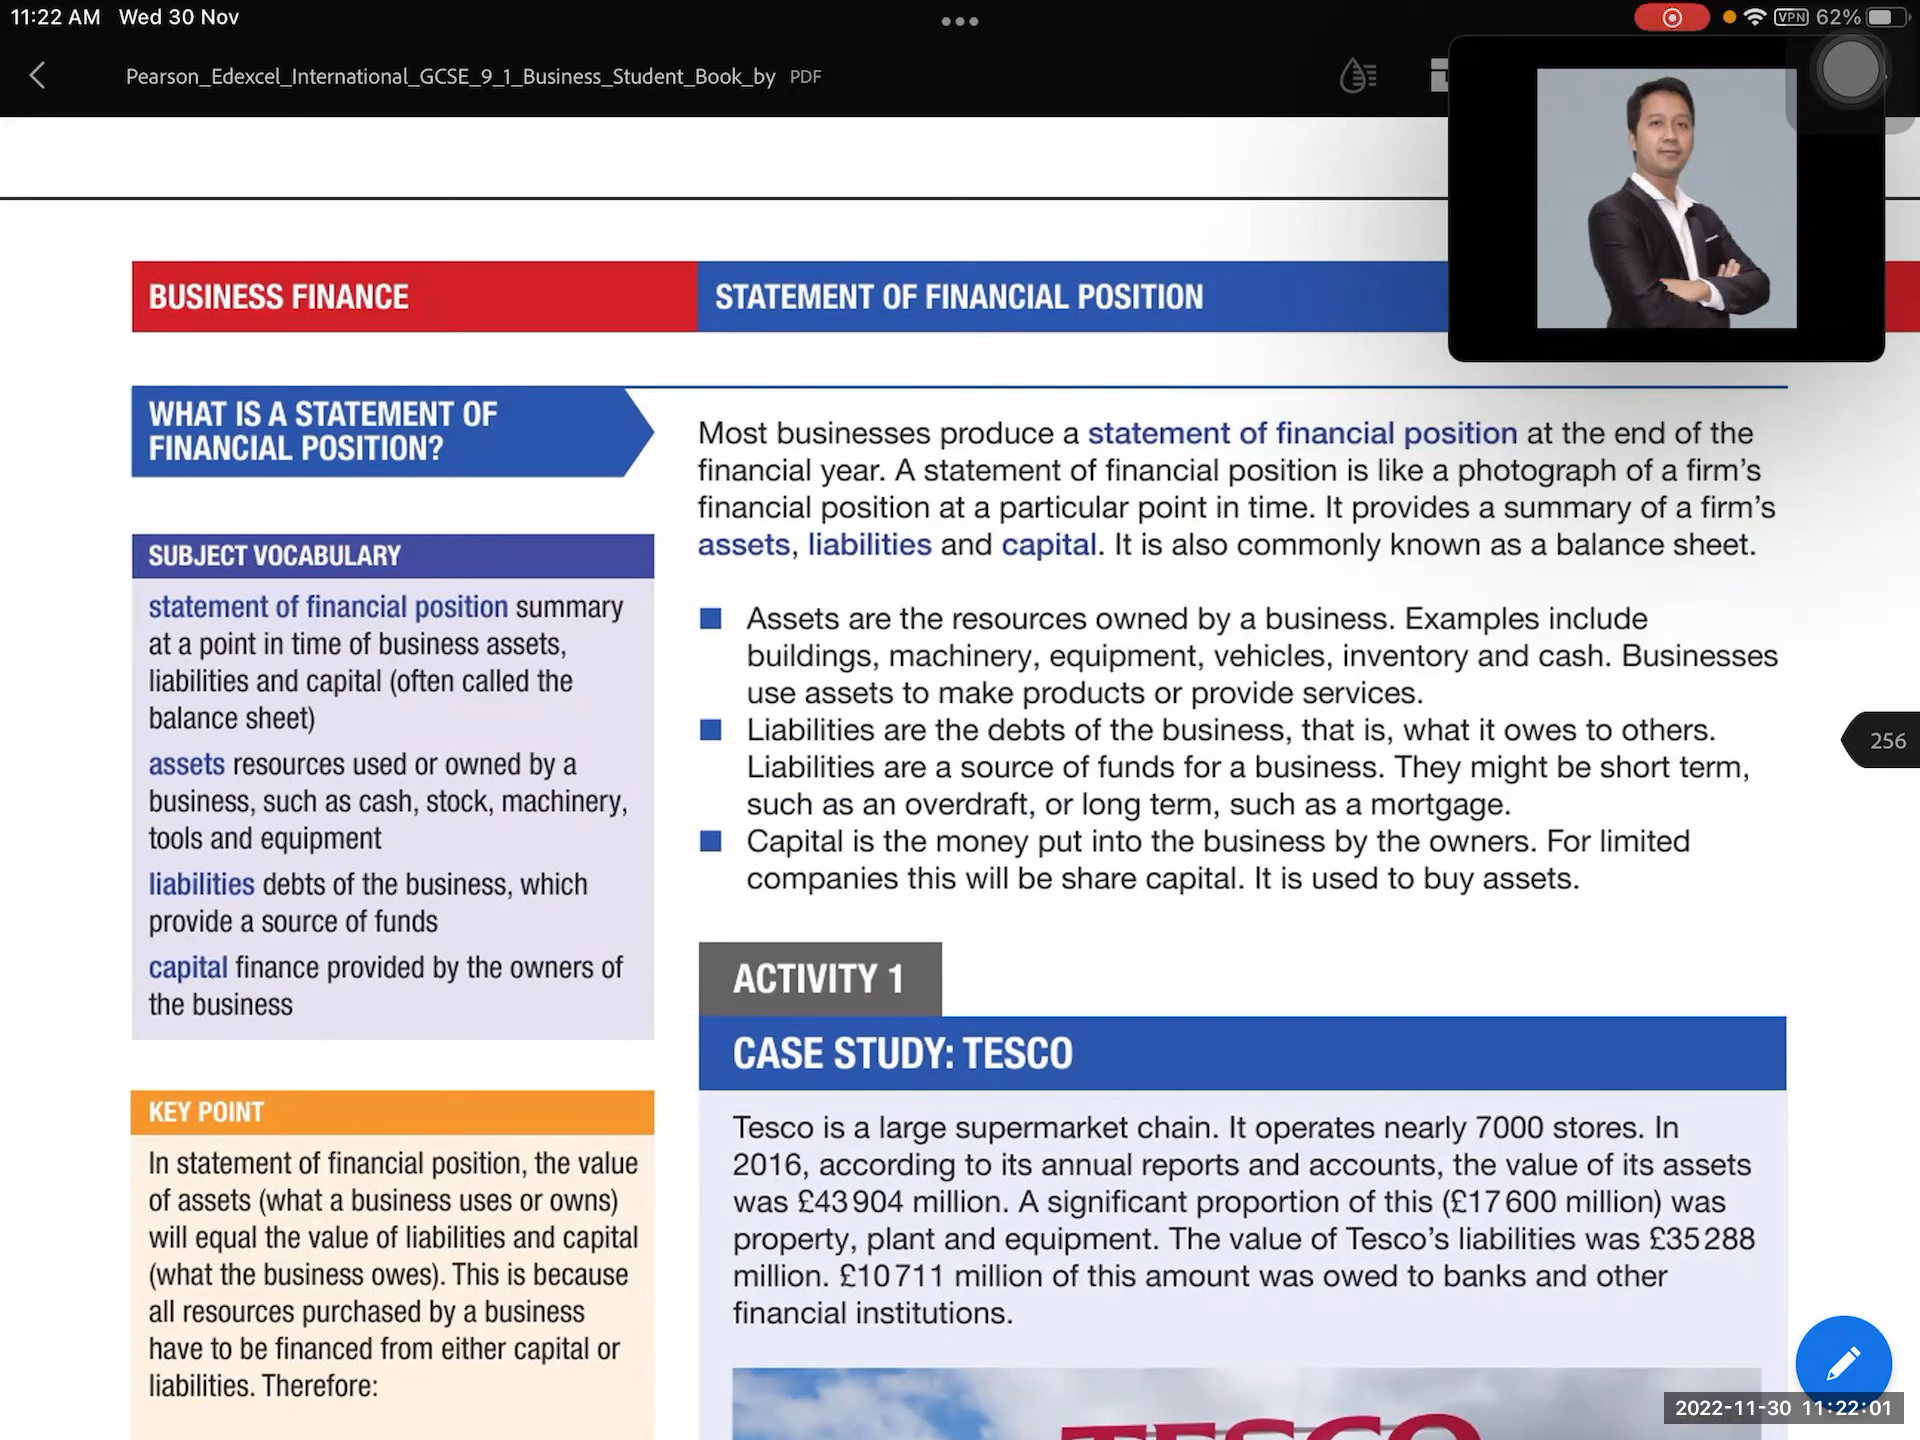 11:22 AM Wed 30 Nov
VPN 62%
Pearson_Edexcel_International_GCSE_9_1_Business_Student_Book_by PDF
BUSINESS FINANCE
STATEMENT OF FINANCIAL POSITION
WHAT IS A STATEMENT OF
FINANCIAL POSITION?
SUBJECT VOCABULARY
statement of financial position summary
at a point in time of business assets,
liabilities and capital (often called the
balance sheet)
assets resources used or owned by a
business, such as cash, stock, machinery,
tools and equipment
liabilities debts of the business, which
provide a source of funds
capital finance provided by the owners of
the business
KEY POINT
In statement of financial position, the value
of assets (what a business uses or owns)
will equal the value of liabilities and capital
(what the business owes). This is because
all resources purchased by a business
have to be financed from either capital or
liabilities. Therefore:
Most businesses produce a statement of financial position at the end of the
financial year. A statement of financial position is like a photograph of a firm's
financial position at a particular point in time. It provides a summary of a firm's
assets, liabilities and capital. It is also commonly known as a balance sheet.
Assets are the resources owned by a business. Examples include
buildings, machinery, equipment, vehicles, inventory and cash. Businesses
use assets to make products or provide services.
Liabilities are the debts of the business, that is, what it owes to others.
Liabilities are a source of funds for a business. They might be short term,
such as an overdraft, or long term, such as a mortgage.
Capital is the money put into the business by the owners. For limited
companies this will be share capital. It is used to buy assets.
ACTIVITY 1
CASE STUDY: TESCO
Tesco is a large supermarket chain. It operates nearly 7000 stores. In
2016, according to its annual reports and accounts, the value of its assets
was £43 904 million. A significant proportion of this (£17 600 million) was
property, plant and equipment. The value of Tesco's liabilities was £35 288
million. £10 711 million of this amount was owed to banks and other
financial institutions.
TESCO
256
2022-11-30 11:22:01